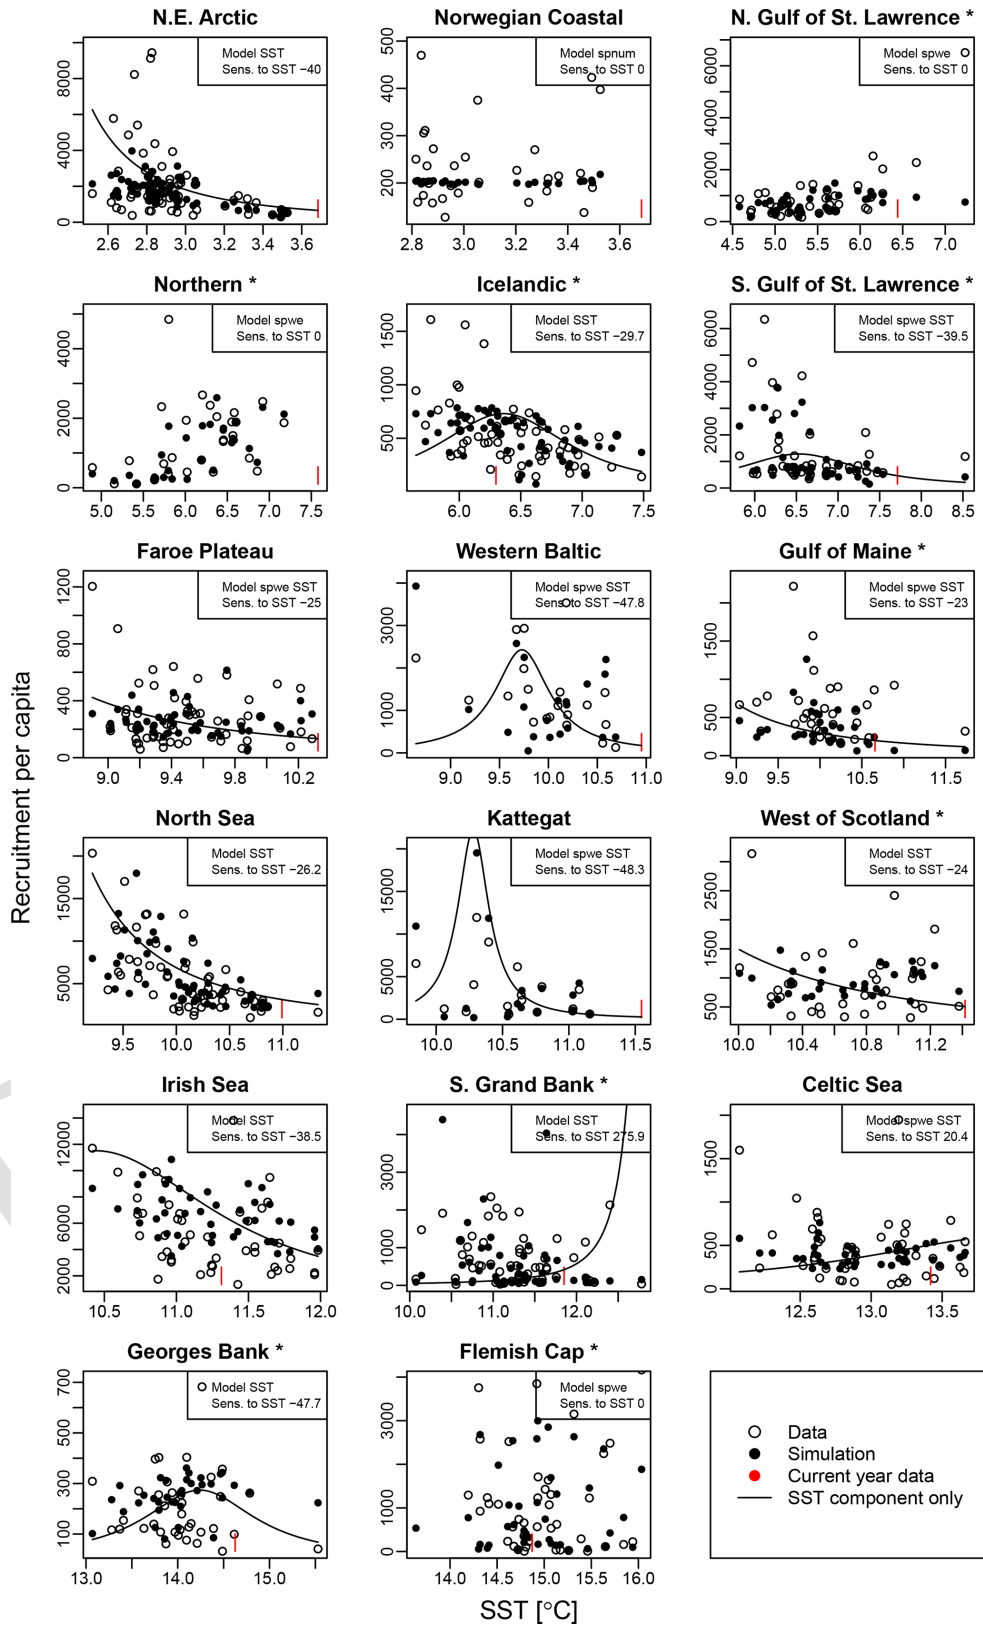 N.E. Arctic
Model SST
Sens. to SST −40
0 2000 4000 8000
2.6 2.8 3.0 3.2 3.4 3.6
Norwegian Coastal
Model spnum
Sens. to SST 0
200 300 400 500
2.8 3.0 3.2 3.4 3.6
N. Gulf of St. Lawrence *
Model spwe
Sens. to SST 0
0 1000 2000 4000 6000
4.5 5.0 5.5 6.0 6.5 7.0
Northern *
Model spwe
Sens. to SST 0
0 1000 2000 4000
5.0 5.5 6.0 6.5 7.0 7.5
Icelandic *
Model SST
Sens. to SST −29.7
500 1000 1500
6.0 6.5 7.0 7.5
S. Gulf of St. Lawrence *
Model spwe SST
Sens. to SST −39.5
0 1000 2000 4000 6000
6.0 6.5 7.0 7.5 8.0 8.5
Faroe Plateau
Model spwe SST
Sens. to SST −25
0 200 400 800 1200
9.0 9.4 9.8 10.2
Western Baltic
Model spwe SST
Sens. to SST −47.8
0 1000 3000
9.0 9.5 10.0 10.5 11.0
Gulf of Maine *
Model spwe SST
Sens. to SST −23
0 500 1500
9.0 9.5 10.0 10.5 11.5
North Sea
Model SST
Sens. to SST −26.2
5000 15000
9.5 10.0 10.5 11.0
Kattegat
Model spwe SST
Sens. to SST −48.3
0 5000 15000
10.0 10.5 11.0 11.5
West of Scotland *
Model SST
Sens. to SST −24
500 1500 2500
10.0 10.4 10.8 11.2
Irish Sea
Model SST
Sens. to SST −38.5
2000 6000 12000
10.5 11.0 11.5 12.0
S. Grand Bank *
Model SST
Sens. to SST 275.9
0 1000 3000
10.0 11.0 11.5 12.0
Celtic Sea
Model spwe SST
Sens. to SST 20.4
0 500 1500
12.5 13.0 13.5
Georges Bank *
Model SST
Sens. to SST −47.7
100 300 500 700
13.0 14.0 15.0
Flemish Cap *
Model spwe
Sens. to SST 0
0 1000 3000
14.0 14.5 15.0 15.5 16.0
Data
Simulation
Current year data
SST component only
Recruitment per capita
SST [°C]